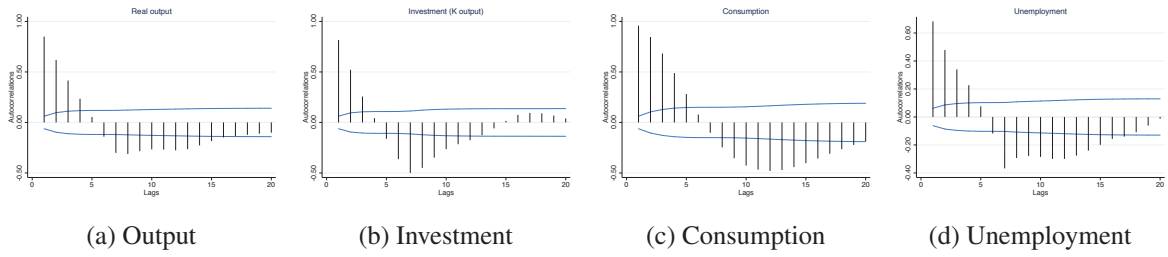 Real output
Autocorrelations
1.00
0.50
0.00
-0.50
0
5
10
15
20
Lags
(a) Output
Investment (K output)
Autocorrelations
1.00
0.50
0.00
-0.50
0
5
10
15
20
Lags
(b) Investment
Consumption
Autocorrelations
1.00
0.50
0.00
-0.50
0
5
10
15
20
Lags
(c) Consumption
Unemployment
Autocorrelations
0.60
0.40
0.20
0.00
-0.20
-0.40
0
5
10
15
20
Lags
(d) Unemployment